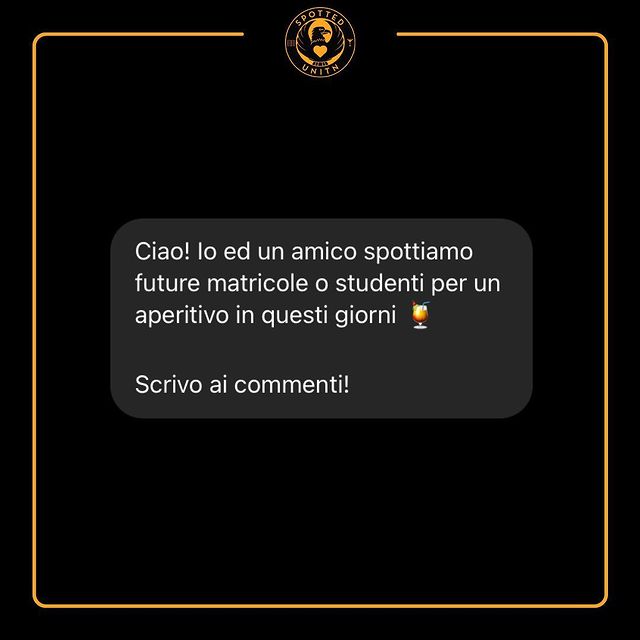 SPOTTED
UNITN
Ciao! Io ed un amico spottiamo
future matricole o studenti per un
aperitivo in questi giorni 🍹
Scrivo ai commenti!